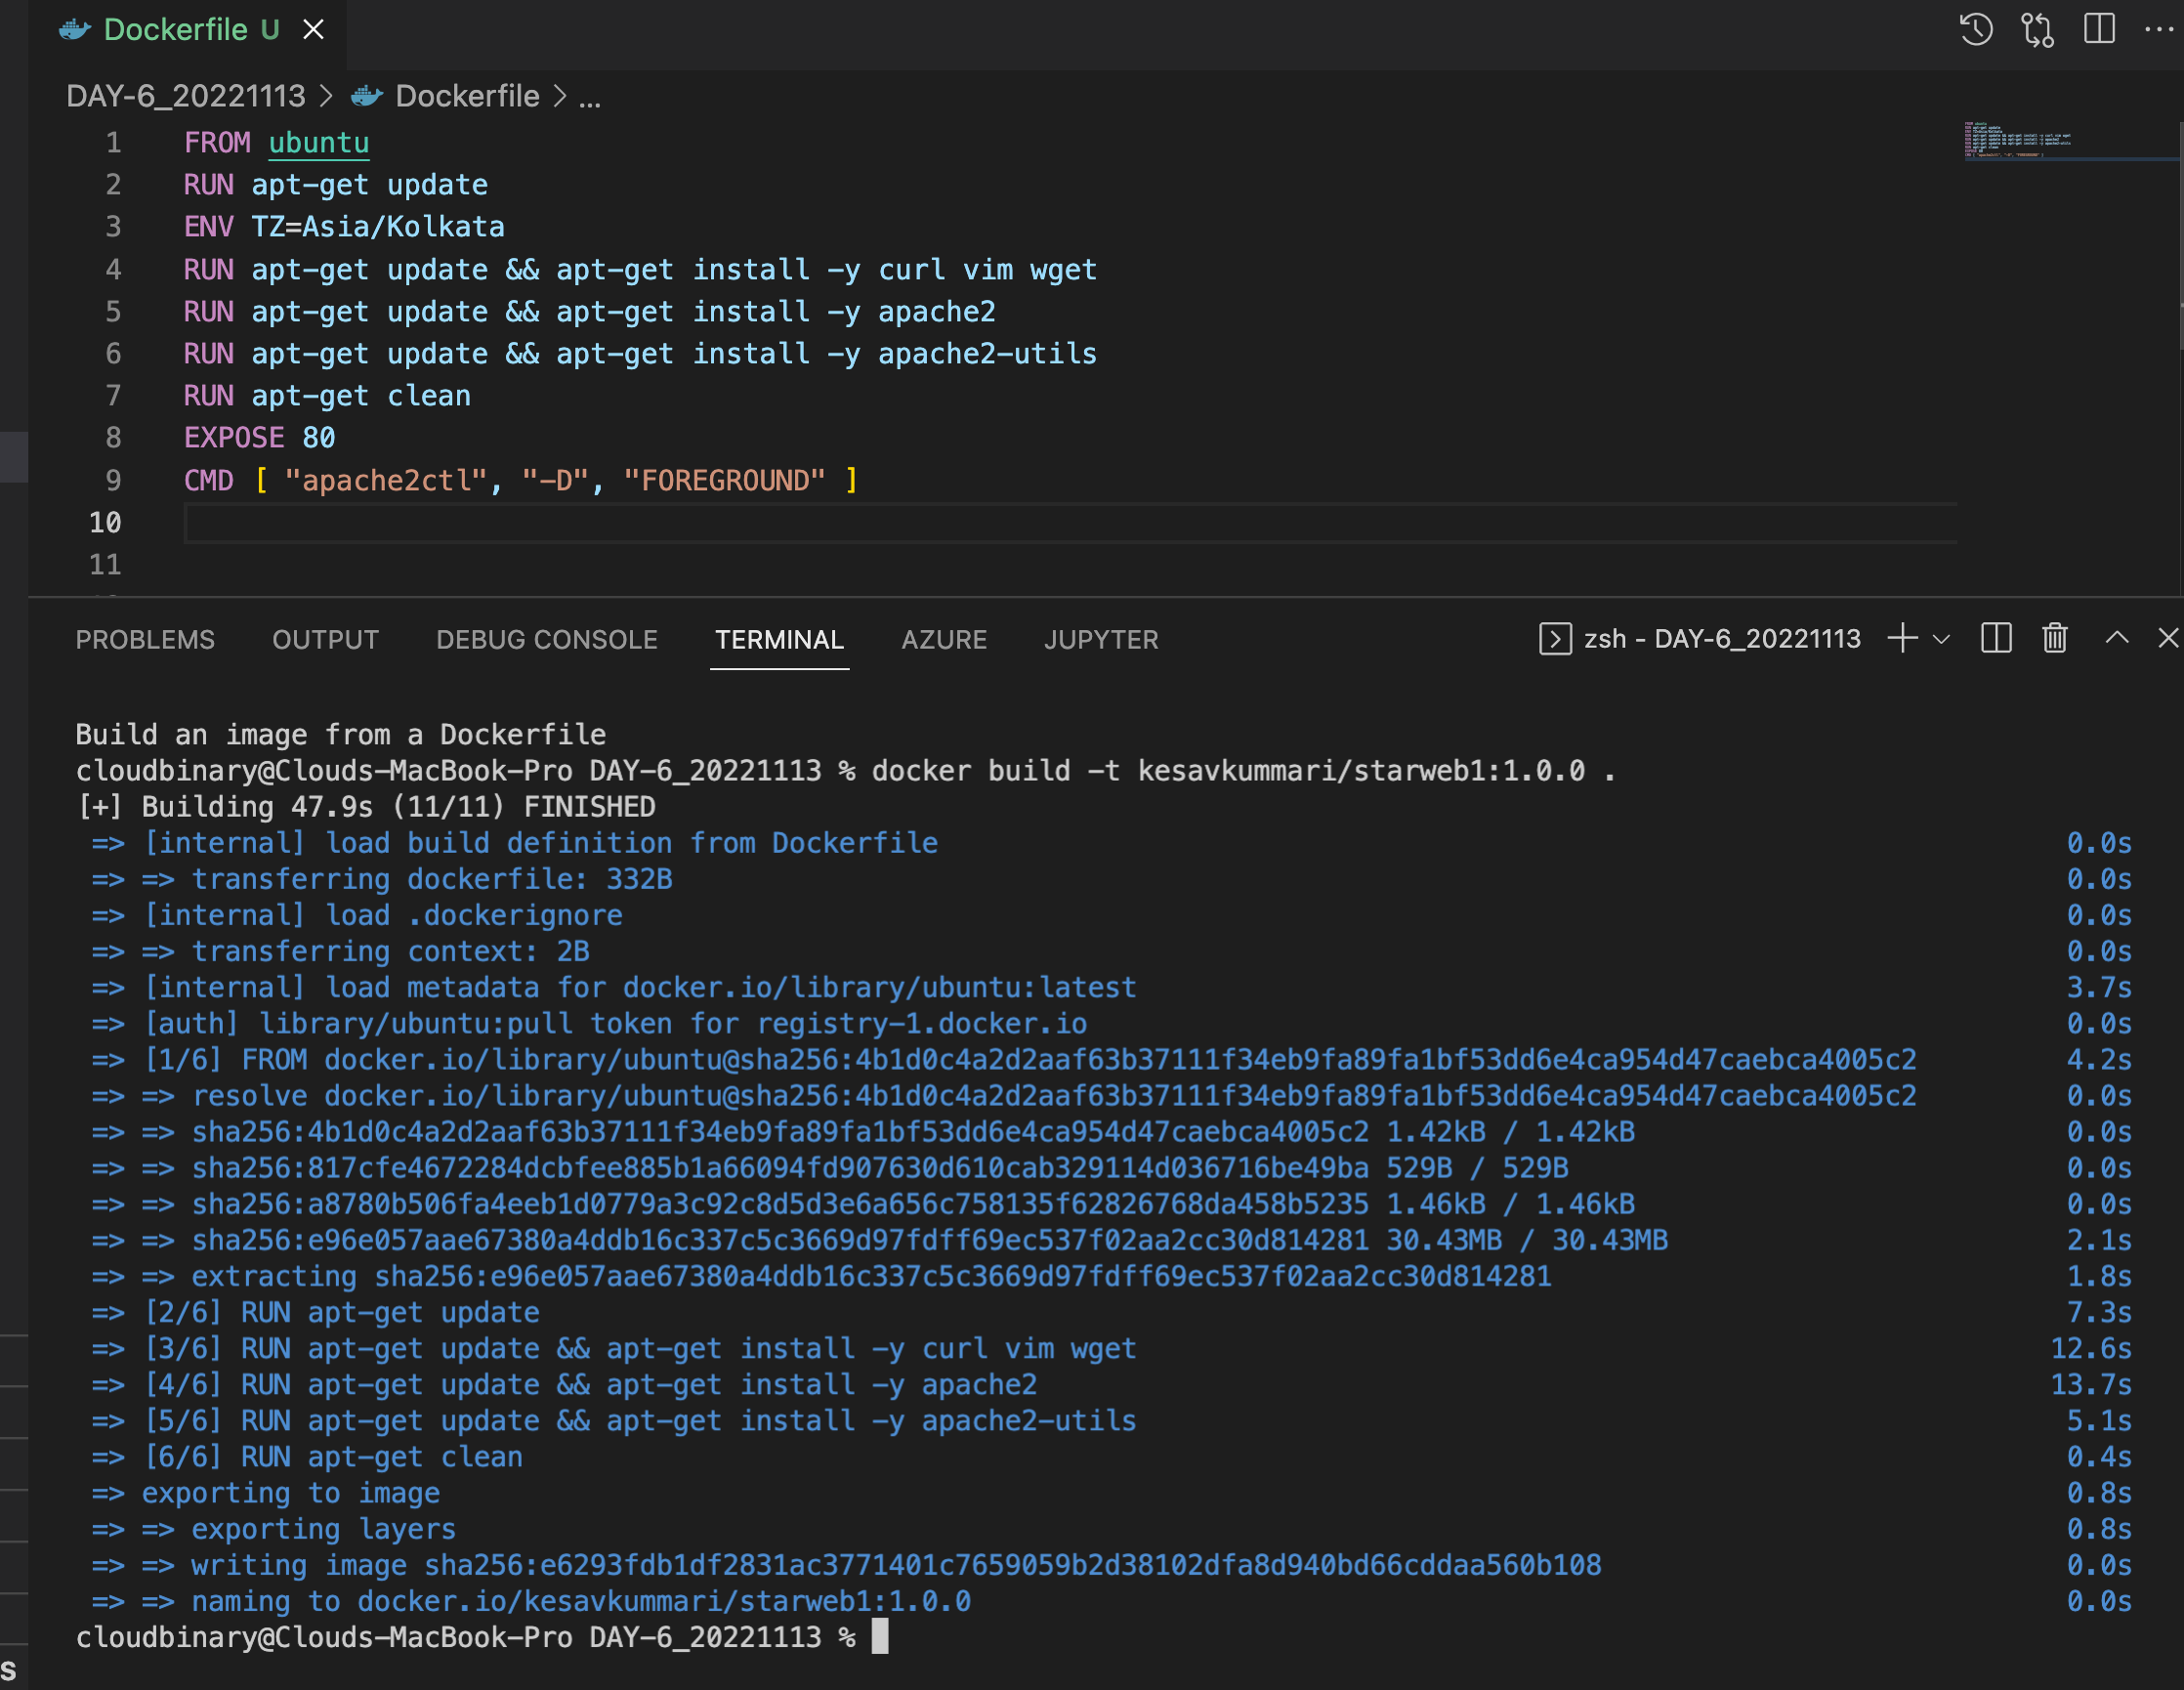 Dockerfile U
DAY-6_20221113 > Dockerfile > ...
1 FROM ubuntu
2 RUN apt-get update
3 ENV TZ=Asia/Kolkata
4 RUN apt-get update && apt-get install -y curl vim wget
5 RUN apt-get update && apt-get install -y apache2
6 RUN apt-get update && apt-get install -y apache2-utils
7 RUN apt-get clean
8 EXPOSE 80
9 CMD [ "apache2ctl", "-D", "FOREGROUND" ]
10
11
PROBLEMS OUTPUT DEBUG CONSOLE TERMINAL AZURE JUPYTER zsh - DAY-6_20221113
Build an image from a Dockerfile
cloudbinary@Clouds-MacBook-Pro DAY-6_20221113 % docker build -t kesavkummari/starweb1:1.0.0 .
[+] Building 47.9s (11/11) FINISHED
=> [internal] load build definition from Dockerfile 0.0s
=> => transferring dockerfile: 332B 0.0s
=> [internal] load .dockerignore 0.0s
=> => transferring context: 2B 0.0s
=> [internal] load metadata for docker.io/library/ubuntu:latest 3.7s
=> [auth] library/ubuntu:pull token for registry-1.docker.io 0.0s
=> [1/6] FROM docker.io/library/ubuntu@sha256:4b1d0c4a2d2aaf63b37111f34eb9fa89fa1bf53dd6e4ca954d47caebca4005c2 4.2s
=> => resolve docker.io/library/ubuntu@sha256:4b1d0c4a2d2aaf63b37111f34eb9fa89fa1bf53dd6e4ca954d47caebca4005c2 0.0s
=> => sha256:4b1d0c4a2d2aaf63b37111f34eb9fa89fa1bf53dd6e4ca954d47caebca4005c2 1.42kB / 1.42kB 0.0s
=> => sha256:817cfe4672284dcbfee885b1a66094fd907630d610cab329114d036716be49ba 529B / 529B 0.0s
=> => sha256:a8780b506fa4eeb1d0779a3c92c8d5d3e6a656c758135f62826768da458b5235 1.46kB / 1.46kB 0.0s
=> => sha256:e96e057aae67380a4ddb16c337c5c3669d97fdff69ec537f02aa2cc30d814281 30.43MB / 30.43MB 2.1s
=> => extracting sha256:e96e057aae67380a4ddb16c337c5c3669d97fdff69ec537f02aa2cc30d814281 1.8s
=> [2/6] RUN apt-get update 7.3s
=> [3/6] RUN apt-get update && apt-get install -y curl vim wget 12.6s
=> [4/6] RUN apt-get update && apt-get install -y apache2 13.7s
=> [5/6] RUN apt-get update && apt-get install -y apache2-utils 5.1s
=> [6/6] RUN apt-get clean 0.4s
=> exporting to image 0.8s
=> => exporting layers 0.8s
=> => writing image sha256:e6293fdb1df2831ac3771401c7659059b2d38102dfa8d940bd66cddaa560b108 0.0s
=> => naming to docker.io/kesavkummari/starweb1:1.0.0 0.0s
cloudbinary@Clouds-MacBook-Pro DAY-6_20221113 %
s